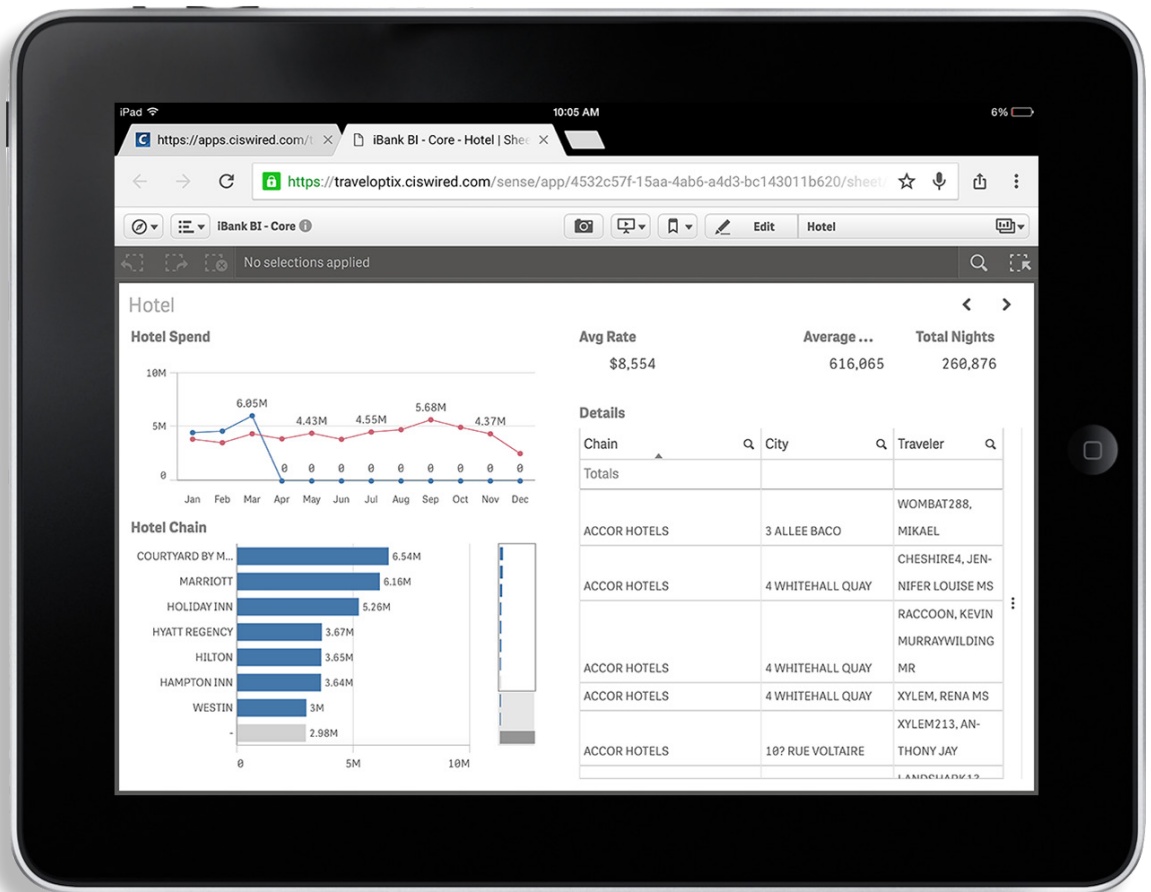 iPad
10:05 AM
6%
https://apps.ciswired.com/t
iBank BI - Core - Hotel | Shee
https://traveloptix.ciswired.com/sense/app/4532c57f-15aa-4ab6-a4d3-bc143011b620/sheet
iBank BI - Core
Edit
Hotel
No selections applied
Hotel
Hotel Spend
10M
5M
0
6.05M
4.43M
4.55M
5.68M
4.37M
0 0 0 0 0 0 0 0 0
Jan Feb Mar Apr May Jun Jul Aug Sep Oct Nov Dec
Hotel Chain
COURTYARD BY M... 6.54M
MARRIOTT 6.16M
HOLIDAY INN 5.26M
HYATT REGENCY 3.67M
HILTON 3.65M
HAMPTON INN 3.64M
WESTIN 3M
- 2.98M
0 5M 10M
Avg Rate Average ... Total Nights
$8,554 616,065 260,876
Details
Chain City Traveler
Totals
WOMBAT288,
ACCOR HOTELS 3 ALLEE BACO MIKAEL
CHESHIRE4, JEN-
ACCOR HOTELS 4 WHITEHALL QUAY NIFER LOUISE MS
RACCOON, KEVIN
MURRAYWILDING
ACCOR HOTELS 4 WHITEHALL QUAY MR
ACCOR HOTELS 4 WHITEHALL QUAY XYLEM, RENA MS
XYLEM213, AN-
ACCOR HOTELS 10? RUE VOLTAIRE THONY JAY